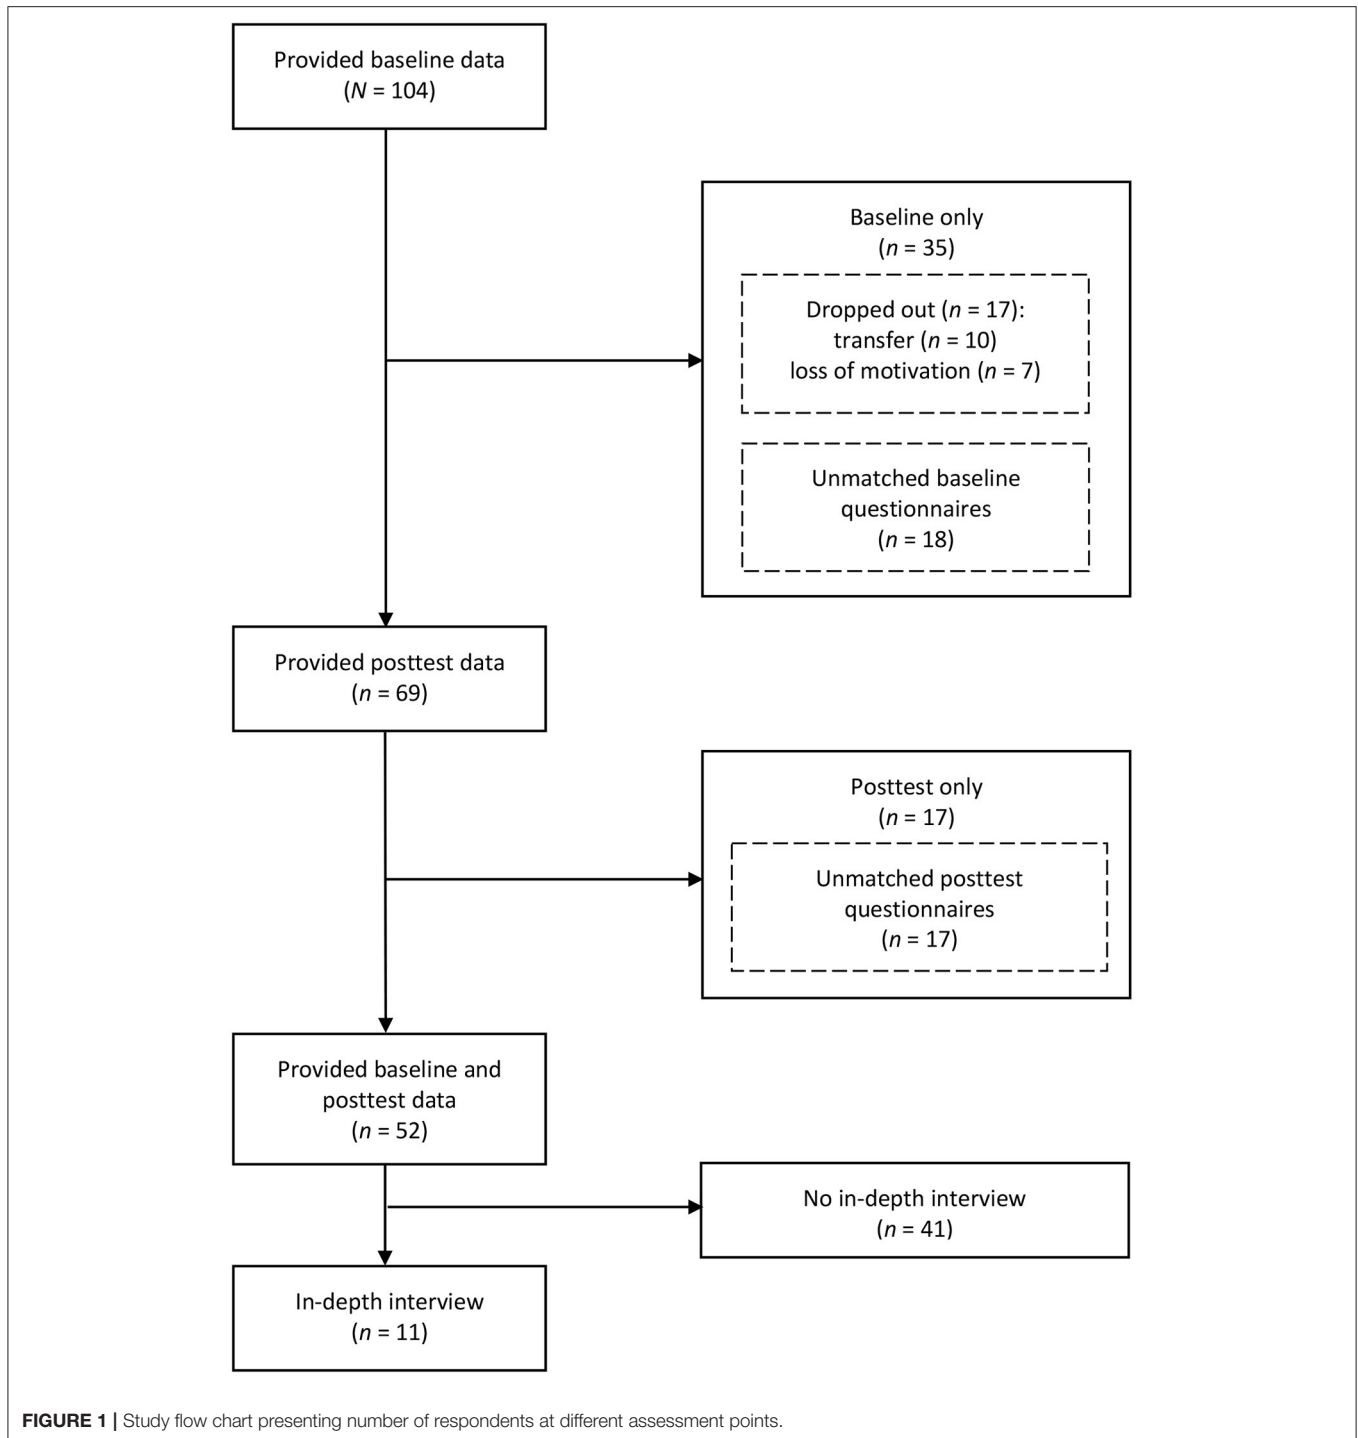 Provided baseline data
(N = 104)
Baseline only
(n = 35)
Dropped out (n = 17):
transfer (n = 10)
loss of motivation (n = 7)
Unmatched baseline
questionnaires
(n = 18)
Provided posttest data
(n = 69)
Posttest only
(n = 17)
Unmatched posttest
questionnaires
(n = 17)
Provided baseline and
posttest data
(n = 52)
No in-depth interview
(n = 41)
In-depth interview
(n = 11)
FIGURE 1 | Study flow chart presenting number of respondents at different assessment points.